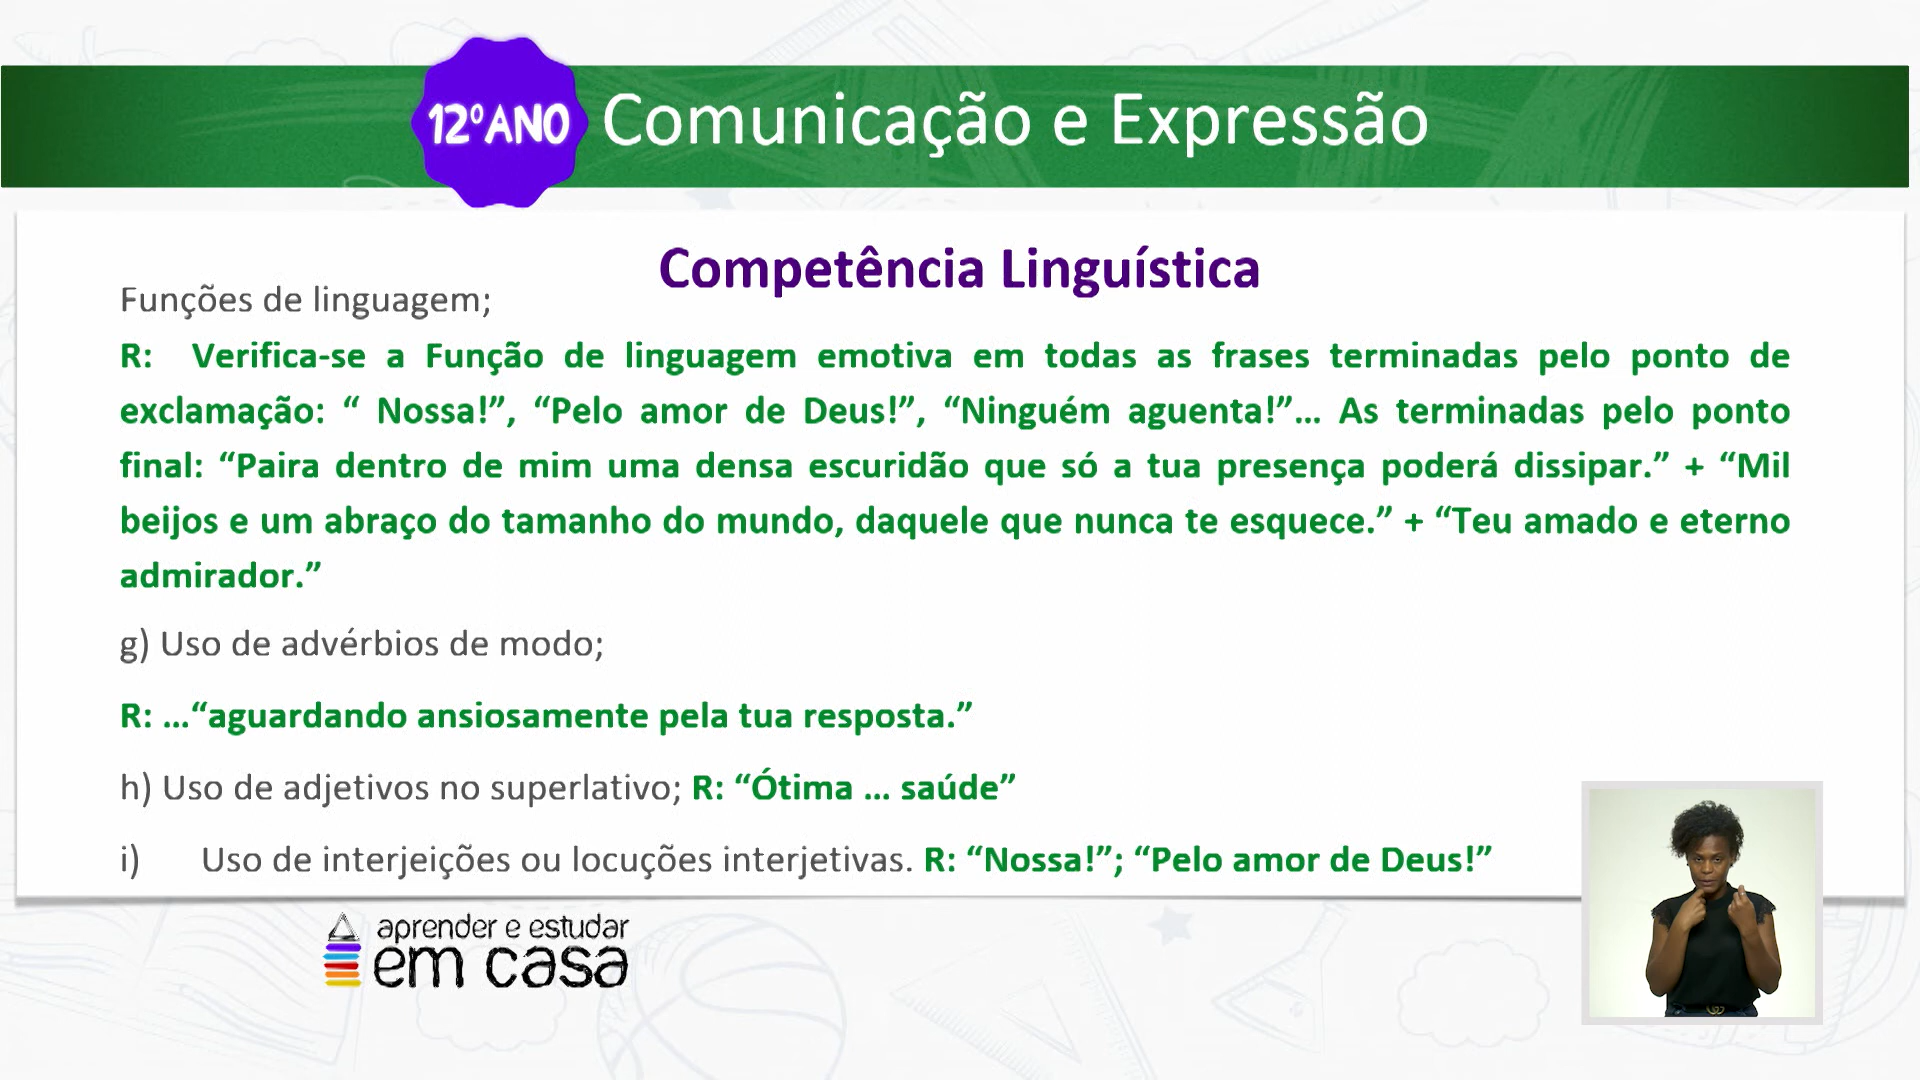 12ºANO Comunicação e Expressão
Competência Linguística
Funções de linguagem;
R: Verifica-se a Função de linguagem emotiva em todas as frases terminadas pelo ponto de
exclamação: “ Nossa!”, “Pelo amor de Deus!”, “Ninguém aguenta!”… As terminadas pelo ponto
final: “Paira dentro de mim uma densa escuridão que só a tua presença poderá dissipar.” + “Mil
beijos e um abraço do tamanho do mundo, daquele que nunca te esquece.” + “Teu amado e eterno
admirador.”
g) Uso de advérbios de modo;
R: …“aguardando ansiosamente pela tua resposta.”
h) Uso de adjetivos no superlativo; R: “Ótima … saúde”
i) Uso de interjeições ou locuções interjetivas. R: “Nossa!”; “Pelo amor de Deus!”
aprender e estudar
em casa